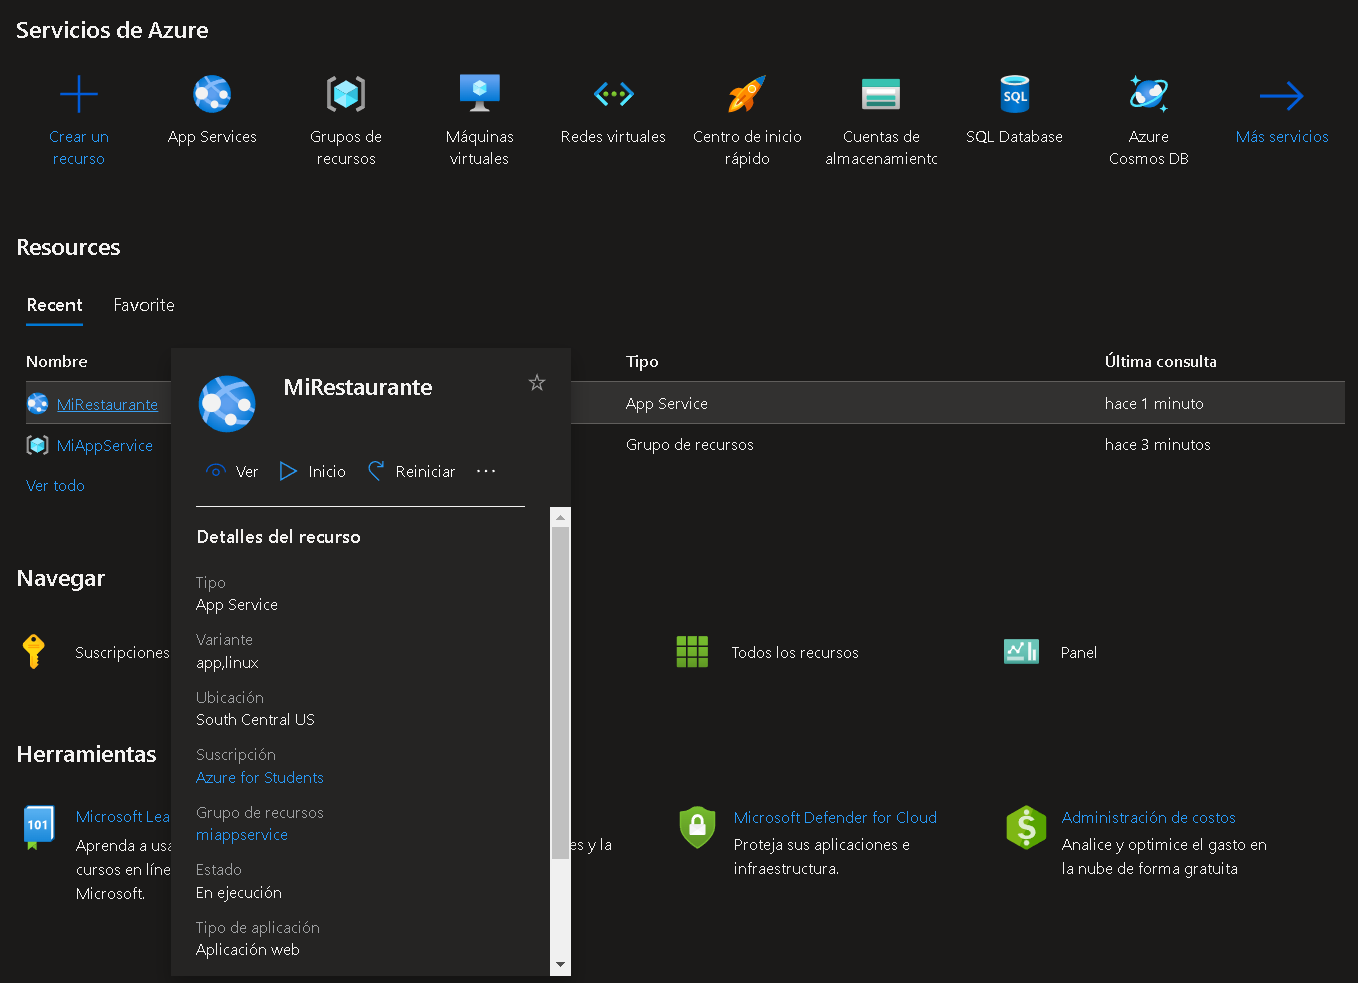 Servicios de Azure
Crear un
recurso
App Services
Grupos de
recursos
Máquinas
virtuales
Redes virtuales
Centro de inicio
rápido
Cuentas de
almacenamiento
SQL
SQL Database
Azure
Cosmos DB
Más servicios
Resources
Recent
Favorite
Nombre
Tipo
Última consulta
MiRestaurante
App Service
hace 1 minuto
MiAppService
Grupo de recursos
hace 3 minutos
Ver todo
MiRestaurante
Ver
Inicio
Reiniciar
...
Detalles del recurso
Tipo
App Service
Variante
app,linux
Ubicación
South Central US
Suscripción
Azure for Students
Grupo de recursos
miappservice
Estado
En ejecución
Tipo de aplicación
Aplicación web
Navegar
Suscripciones
Todos los recursos
Panel
Herramientas
101
Microsoft Lea
Aprenda a usa
cursos en líne
Microsoft.
es y la
Microsoft Defender for Cloud
Proteja sus aplicaciones e
infraestructura.
$
Administración de costos
Analice y optimice el gasto en
la nube de forma gratuita